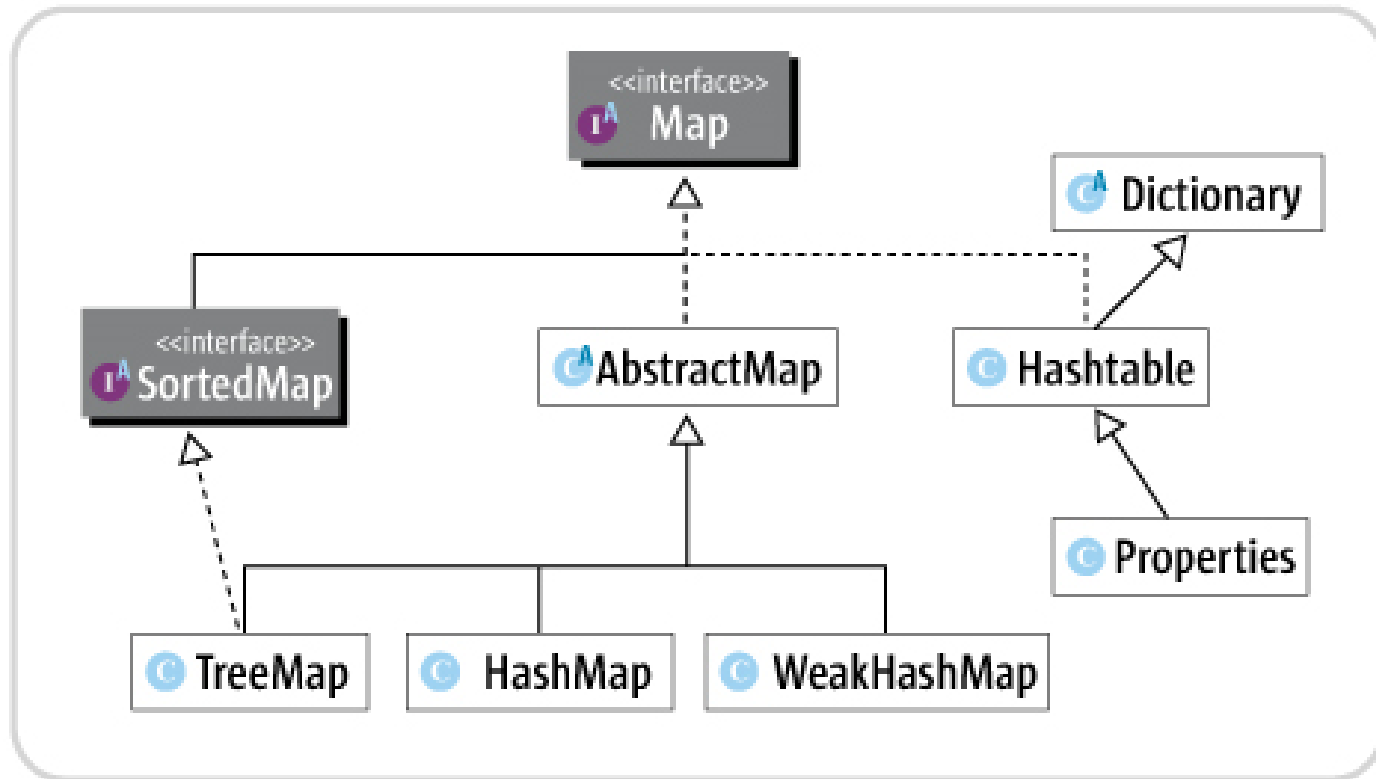 <<interface>>
I A Map
C A Dictionary
<<interface>>
I A SortedMap
C A AbstractMap
C Hashtable
C Properties
C TreeMap
C HashMap
C WeakHashMap